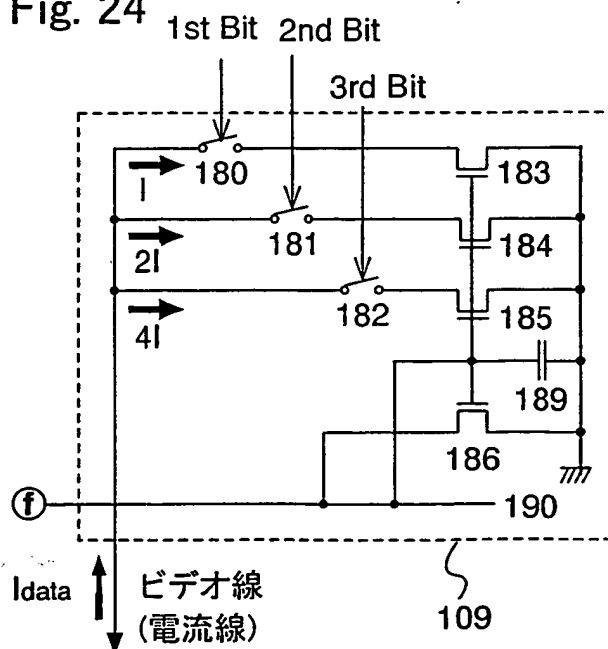 Fig. 24
1st Bit 2nd Bit
3rd Bit
I 180 183
2I 181 184
4I 182 185
189
186
f 190
Idata ビデオ線
(電流線)
109